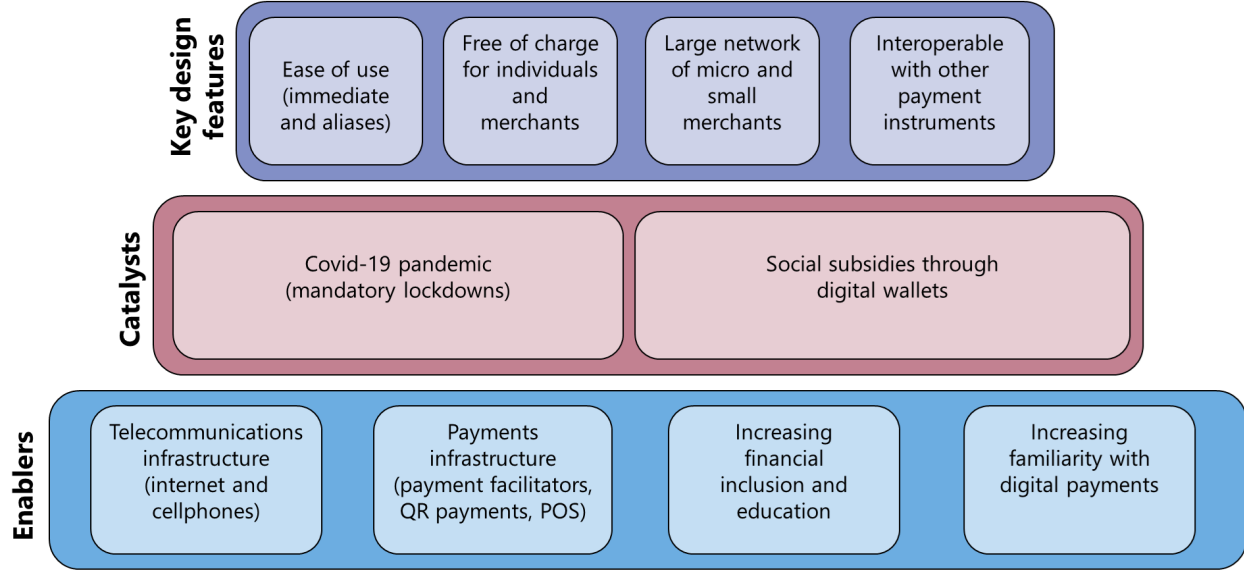 Key design
features
Ease of use
(immediate
and aliases)
Free of charge
for individuals
and
merchants
Large network
of micro and
small
merchants
Interoperable
with other
payment
instruments
Catalysts
Covid-19 pandemic
(mandatory lockdowns)
Social subsidies through
digital wallets
Enablers
Telecommunications
infrastructure
(internet and
cellphones)
Payments
infrastructure
(payment facilitators,
QR payments, POS)
Increasing
financial
inclusion and
education
Increasing
familiarity with
digital payments